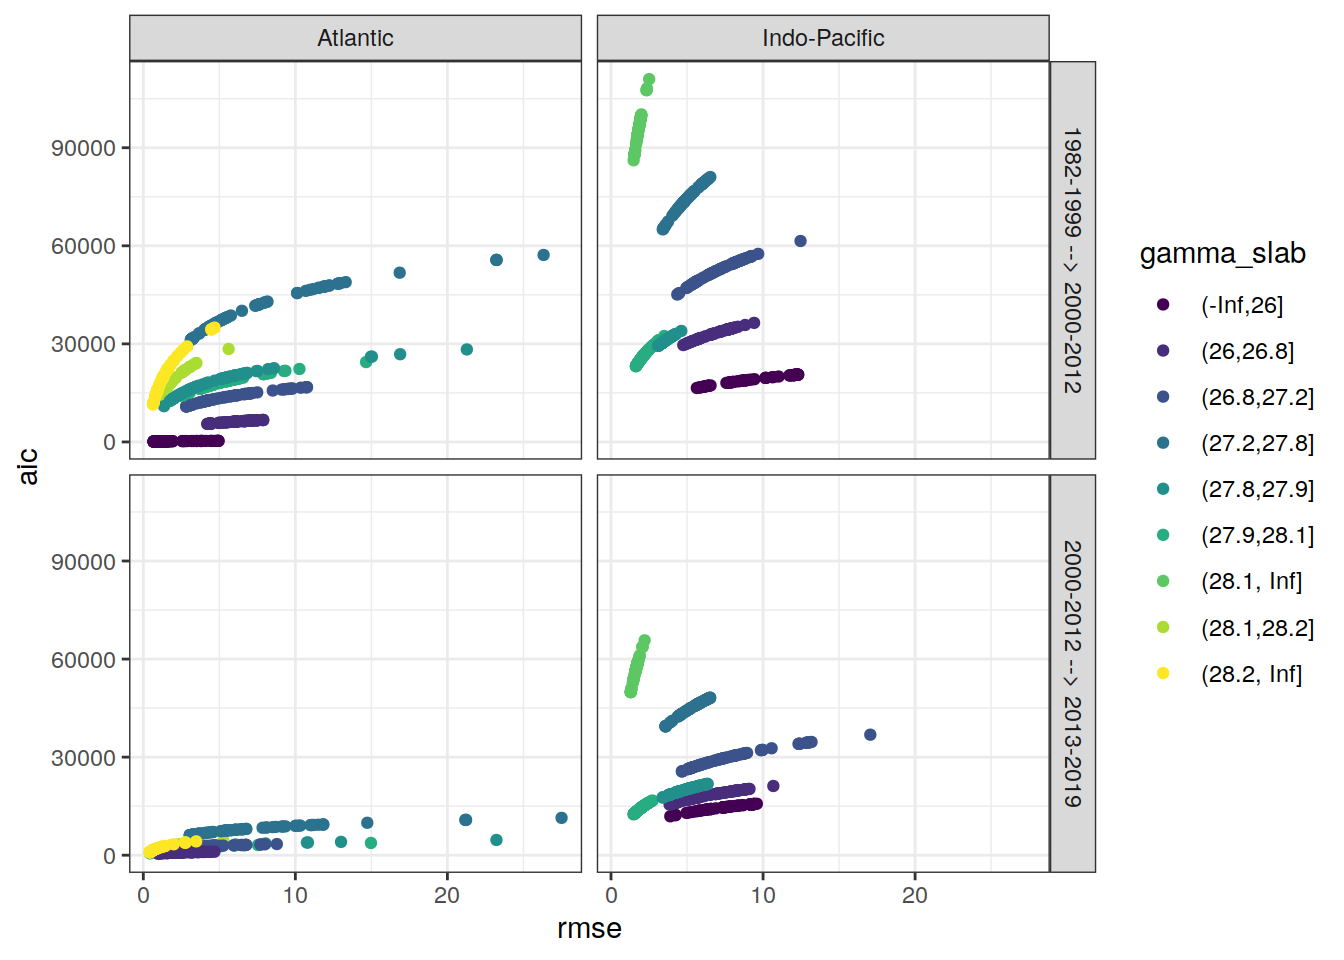 Atlantic
Indo-Pacific
90000
60000
30000
0
1982-1999 --> 2000-2012
90000
60000
30000
0
2000-2012 --> 2013-2019
0
10
20
0
10
20
rmse
aic
gamma_slab
(-Inf,26]
(26,26.8]
(26.8,27.2]
(27.2,27.8]
(27.8,27.9]
(27.9,28.1]
(28.1, Inf]
(28.1,28.2]
(28.2, Inf]